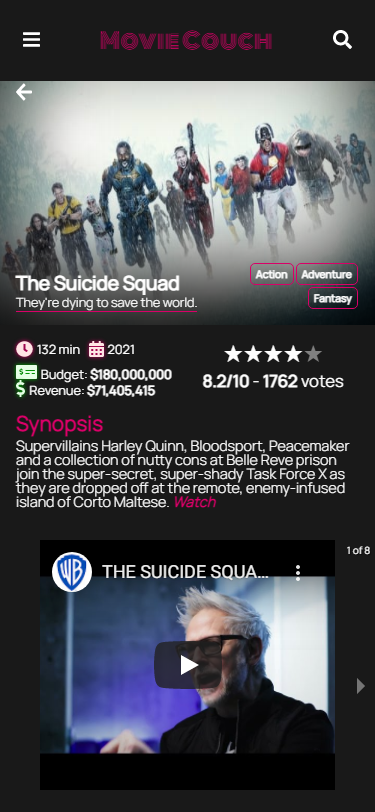 MOVIECOUCH
The Suicide Squad
They're dying to save the world.
Action
Adventure
Fantasy
132 min
2021
Budget: $180,000,000
Revenue: $71,405,415
8.2/10 - 1762 votes
Synopsis
Supervillains Harley Quinn, Bloodsport, Peacemaker
and a collection of nutty cons at Belle Reve prison
join the super-secret, super-shady Task Force X as
they are dropped off at the remote, enemy-infused
island of Corto Maltese. Watch
1 of 8
WB
THE SUICIDE SQUA...